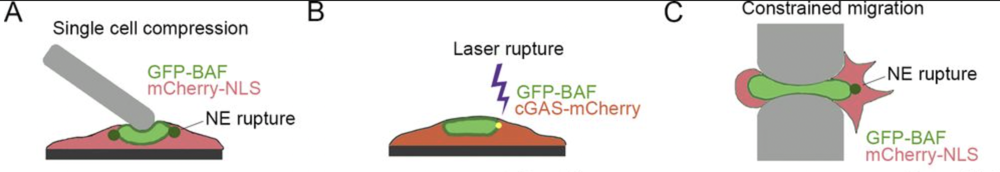 A
Single cell compression
GFP-BAF
mCherry-NLS
NE rupture
B
Laser rupture
GFP-BAF
cGAS-mCherry
C
Constrained migration
NE rupture
GFP-BAF
mCherry-NLS